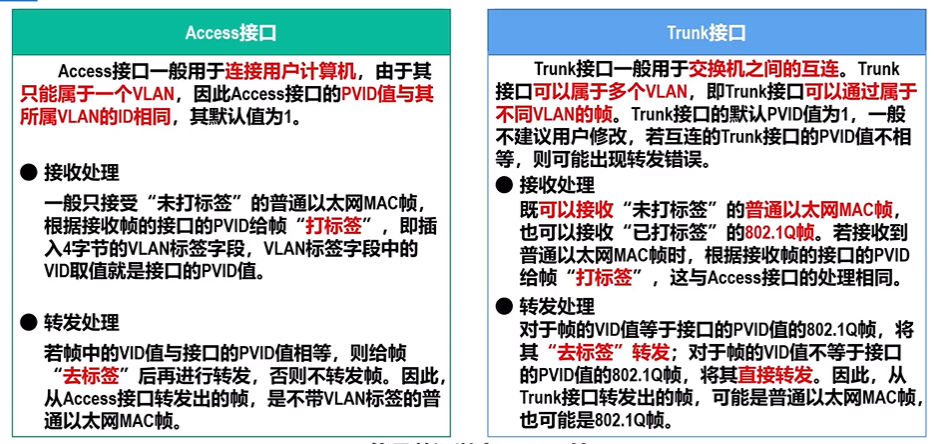 Access接口
Access接口一般用于连接用户计算机，由于其
只能属于一个VLAN，因此Access接口的PVID值与其
所属VLAN的ID相同，其默认值为1。
● 接收处理
一般只接受“未打标签”的普通以太网MAC帧，
根据接收帧的接口的PVID给帧“打标签”，即插
入4字节的VLAN标签字段，VLAN标签字段中的
VID取值就是接口的PVID值。
● 转发处理
若帧中的VID值与接口的PVID值相等，则给帧
“去标签”后再进行转发，否则不转发帧。因此，
从Access接口转发出的帧，是不带VLAN标签的普
通以太网MAC帧。
Trunk接口
Trunk接口一般用于交换机之间的互连。Trunk
接口可以属于多个VLAN，即Trunk接口可以通过属于
不同VLAN的帧。Trunk接口的默认PVID值为1，一般
不建议用户修改，若互连的Trunk接口的PVID值不相
等，则可能出现转发错误。
● 接收处理
既可以接收“未打标签”的普通以太网MAC帧，
也可以接收“已打标签”的802.1Q帧。若接收到
普通以太网MAC帧时，根据接收帧的接口的PVID
给帧“打标签”，这与Access接口的处理相同。
● 转发处理
对于帧的VID值等于接口的PVID值的802.1Q帧，将
其“去标签”转发；对于帧的VID值不等于接口
的PVID值的802.1Q帧，将其直接转发。因此，从
Trunk接口转发出的帧，可能是普通以太网MAC帧，
也可能是802.1Q帧。